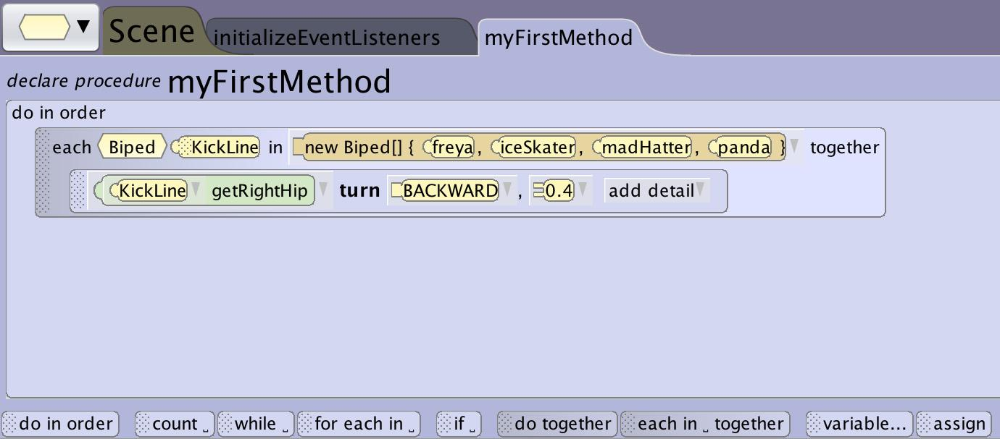 Scene initializeEventListeners myFirstMethod
declare procedure myFirstMethod
do in order
each Biped KickLine in new Biped[] { freya, iceSkater, madHatter, panda } together
KickLine getRightHip turn BACKWARD, 0.4 add detail
do in order count ␣ while ␣ for each in ␣ if ␣ do together each in ␣ together variable... assign